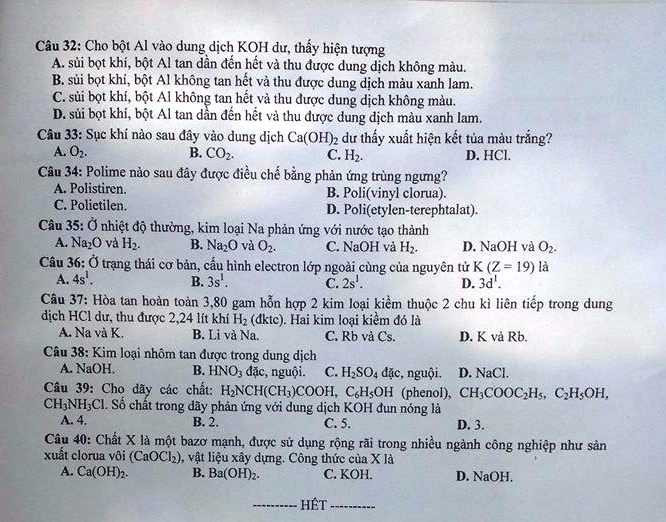 Câu 32: Cho bột Al vào dung dịch KOH dư, thấy hiện tượng
A. sủi bọt khí, bột Al tan dần đến hết và thu được dung dịch không màu.
B. sủi bọt khí, bột Al không tan hết và thu được dung dịch màu xanh lam.
C. sủi bọt khí, bột Al không tan hết và thu được dung dịch không màu.
D. sủi bọt khí, bột Al tan dần đến hết và thu được dung dịch màu xanh lam.
Câu 33: Sục khí nào sau đây vào dung dịch Ca(OH)₂ dư thấy xuất hiện kết tủa màu trắng?
A. O₂. B. CO₂. C. H₂. D. HCl.
Câu 34: Polime nào sau đây được điều chế bằng phản ứng trùng ngưng?
A. Polistiren. B. Poli(vinyl clorua).
C. Polietilen. D. Poli(etylen-terephtalat).
Câu 35: Ở nhiệt độ thường, kim loại Na phản ứng với nước tạo thành
A. Na₂O và H₂. B. Na₂O và O₂. C. NaOH và H₂. D. NaOH và O₂.
Câu 36: Ở trạng thái cơ bản, cấu hình electron lớp ngoài cùng của nguyên tử K (Z = 19) là
A. 4s¹. B. 3s¹. C. 2s¹. D. 3d¹.
Câu 37: Hòa tan hoàn toàn 3,80 gam hỗn hợp 2 kim loại kiềm thuộc 2 chu kì liên tiếp trong dung
dịch HCl dư, thu được 2,24 lít khí H₂ (đktc). Hai kim loại kiềm đó là
A. Na và K. B. Li và Na. C. Rb và Cs. D. K và Rb.
Câu 38: Kim loại nhôm tan được trong dung dịch
A. NaOH. B. HNO₃ đặc, nguội. C. H₂SO₄ đặc, nguội. D. NaCl.
Câu 39: Cho dãy các chất: H₂NCH(CH₃)COOH, C₆H₅OH (phenol), CH₃COOC₂H₅, C₂H₅OH,
CH₃NH₃Cl. Số chất trong dãy phản ứng với dung dịch KOH đun nóng là
A. 4. B. 2. C. 5. D. 3.
Câu 40: Chất X là một bazơ mạnh, được sử dụng rộng rãi trong nhiều ngành công nghiệp như sản
xuất clorua vôi (CaOCl₂), vật liệu xây dựng. Công thức của X là
A. Ca(OH)₂. B. Ba(OH)₂. C. KOH. D. NaOH.
---------- HẾT ----------